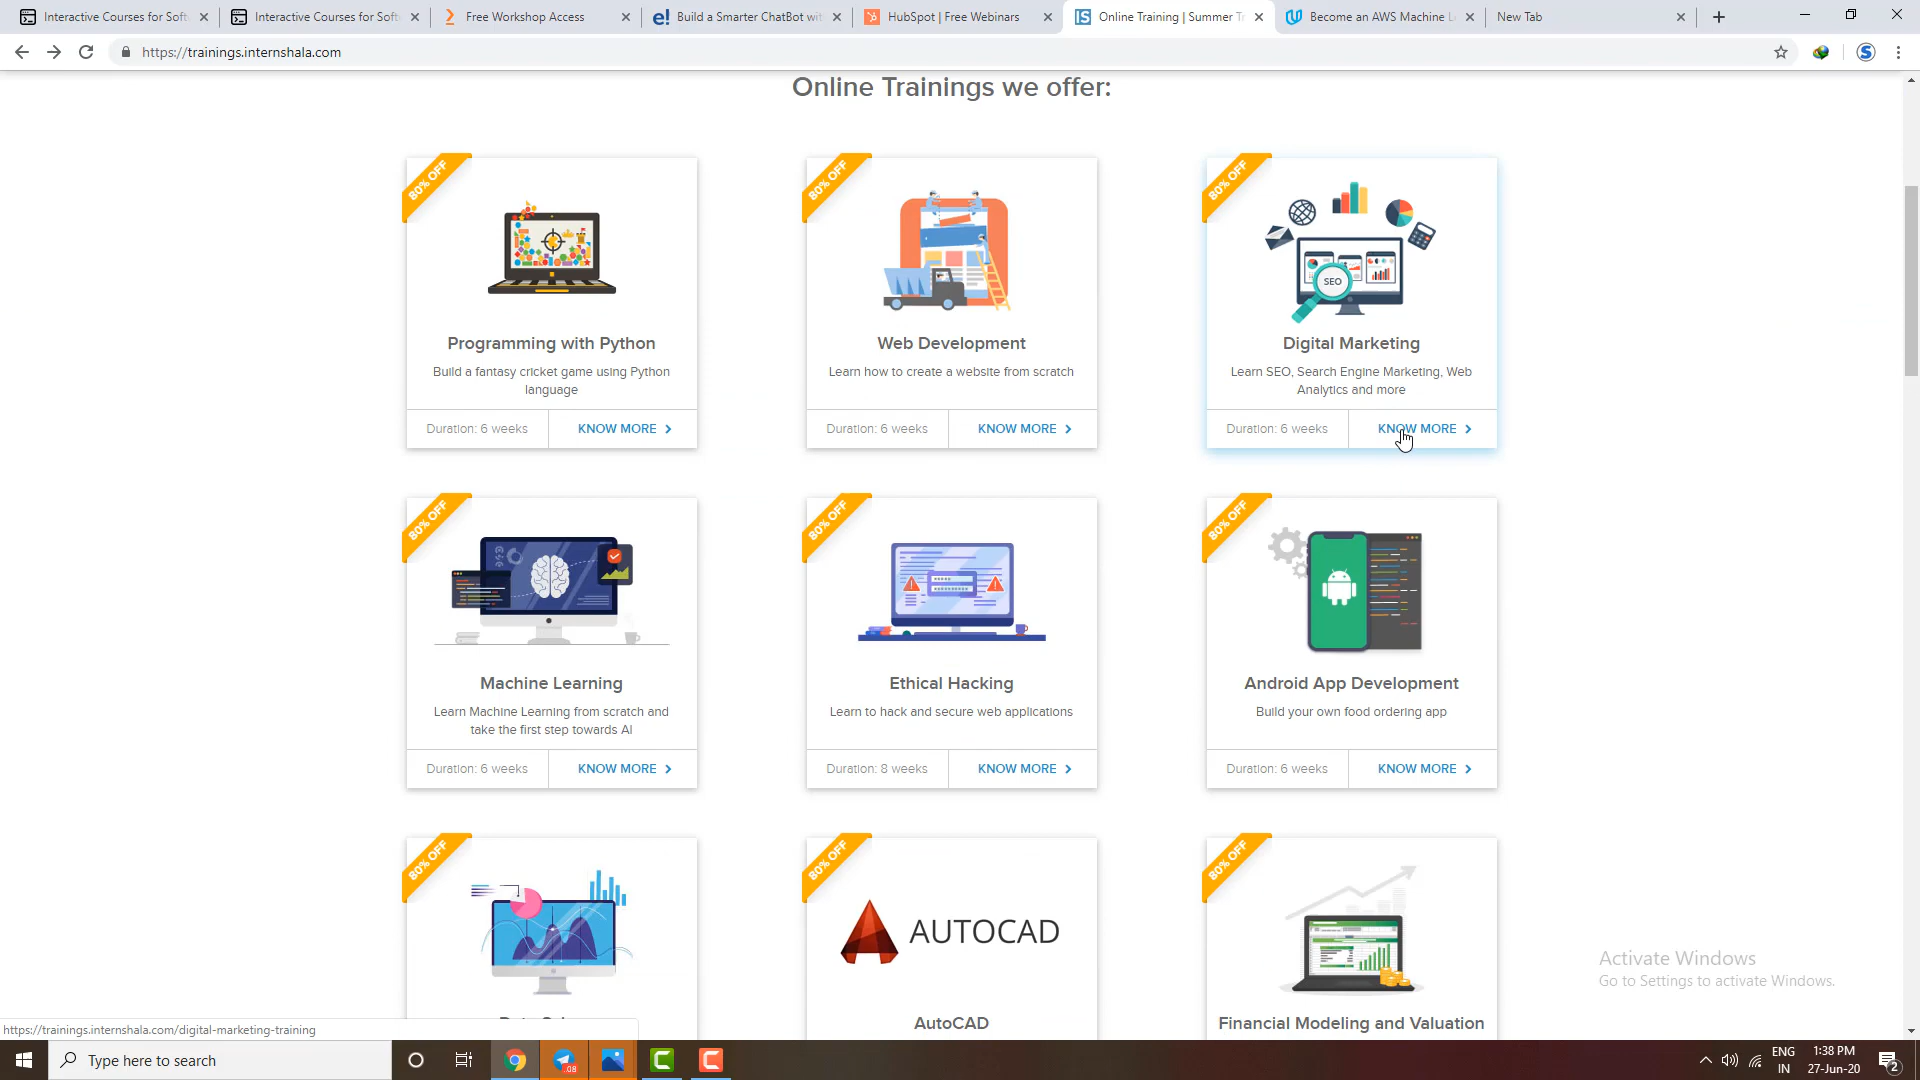 Interactive Courses for Soft
Interactive Courses for Soft
Free Workshop Access
Build a Smarter ChatBot wit
HubSpot | Free Webinars
Online Training | Summer Tr
Become an AWS Machine L
New Tab
https://trainings.internshala.com
Online Trainings we offer:
80% OFF
80% OFF
80% OFF
SEO
Programming with Python
Web Development
Digital Marketing
Build a fantasy cricket game using Python
language
Learn how to create a website from scratch
Learn SEO, Search Engine Marketing, Web
Analytics and more
Duration: 6 weeks
KNOW MORE
Duration: 6 weeks
KNOW MORE
Duration: 6 weeks
KNOW MORE
80% OFF
80% OFF
80% OFF
Machine Learning
Ethical Hacking
Android App Development
Learn Machine Learning from scratch and
take the first step towards AI
Learn to hack and secure web applications
Build your own food ordering app
Duration: 6 weeks
KNOW MORE
Duration: 8 weeks
KNOW MORE
Duration: 6 weeks
KNOW MORE
80% OFF
80% OFF
80% OFF
AUTOCAD
Activate Windows
Go to Settings to activate Windows.
AutoCAD
Financial Modeling and Valuation
https://trainings.internshala.com/digital-marketing-training
Type here to search
.08
ENG
IN
1:38 PM
27-Jun-20
2